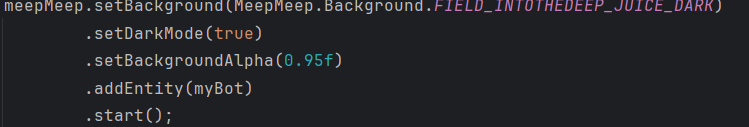 meepMeep.setBackground(MeepMeep.Background.FIELD_INTOTHEDEEP_JUICE_DARK)
.setDarkMode(true)
.setBackgroundAlpha(0.95f)
.addEntity(myBot)
.start();